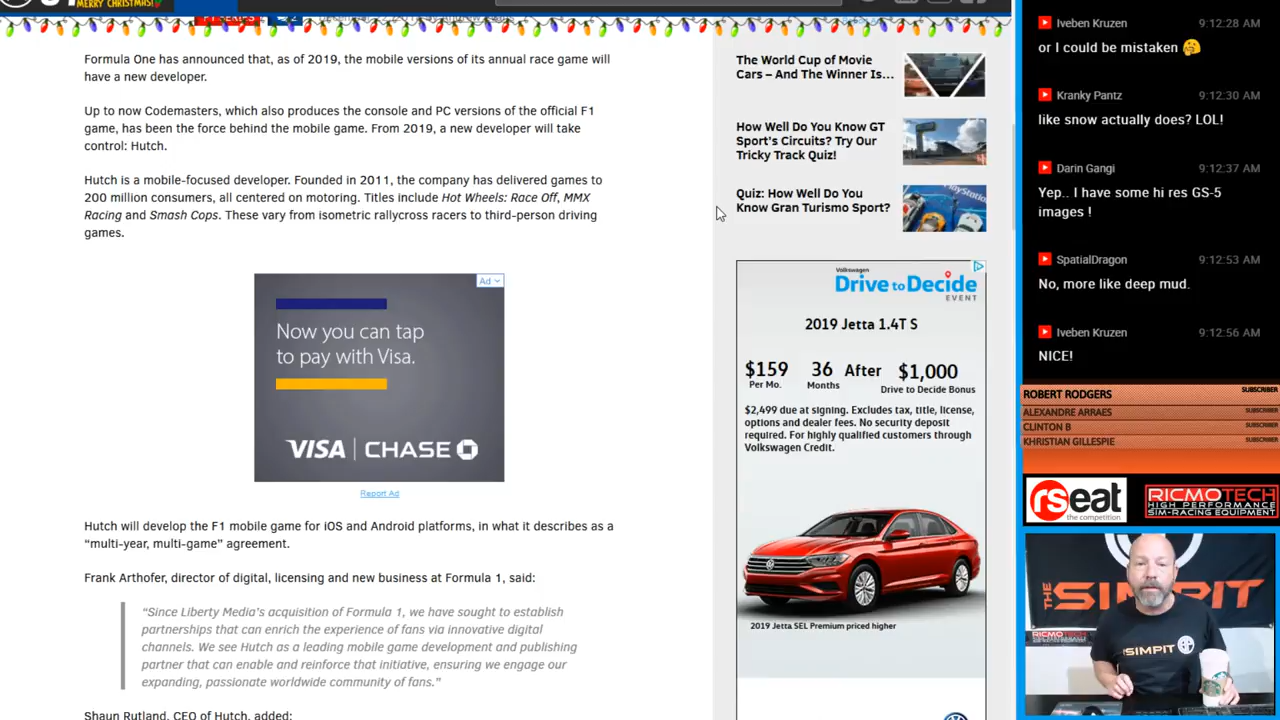 MERRY CHRISTMAS!
Formula One has announced that, as of 2019, the mobile versions of its annual race game will
have a new developer.
Up to now Codemasters, which also produces the console and PC versions of the official F1
game, has been the force behind the mobile game. From 2019, a new developer will take
control: Hutch.
Hutch is a mobile-focused developer. Founded in 2011, the company has delivered games to
200 million consumers, all centered on motoring. Titles include Hot Wheels: Race Off, MMX
Racing and Smash Cops. These vary from isometric rallycross racers to third-person driving
games.
Ad
Now you can tap
to pay with Visa.
VISA | CHASE
Report Ad
Hutch will develop the F1 mobile game for iOS and Android platforms, in what it describes as a
“multi-year, multi-game” agreement.
Frank Arthofer, director of digital, licensing and new business at Formula 1, said:
“Since Liberty Media’s acquisition of Formula 1, we have sought to establish
partnerships that can enrich the experience of fans via innovative digital
channels. We see Hutch as a leading mobile game development and publishing
partner that can enable and reinforce that initiative, ensuring we engage our
expanding, passionate worldwide community of fans.”
Shaun Rutland, CEO of Hutch, added:
The World Cup of Movie
Cars – And The Winner Is...
How Well Do You Know GT
Sport's Circuits? Try Our
Tricky Track Quiz!
Quiz: How Well Do You
Know Gran Turismo Sport?
Volkswagen
Drive to Decide
EVENT
2019 Jetta 1.4T S
$159 36 After $1,000
Per Mo. Months Drive to Decide Bonus
$2,499 due at signing. Excludes tax, title, license,
options and dealer fees. No security deposit
required. For highly qualified customers through
Volkswagen Credit.
2019 Jetta SEL Premium priced higher
Iveben Kruzen 9:12:28 AM
or I could be mistaken 🤔
Kranky Pantz 9:12:30 AM
like snow actually does? LOL!
Darin Gangi 9:12:37 AM
Yep.. I have some hi res GS-5
images !
SpatialDragon 9:12:53 AM
No, more like deep mud.
Iveben Kruzen 9:12:56 AM
NICE!
ROBERT RODGERS SUBSCRIBER
ALEXANDRE ARRAES SUBSCRIBER
CLINTON B SUBSCRIBER
KHRISTIAN GILLESPIE SUBSCRIBER
rseat
the competition
RICMOTECH
HIGH PERFORMANCE
SIM-RACING EQUIPMENT
THE SIMPIT
RICMOTECH
THE SIMPIT